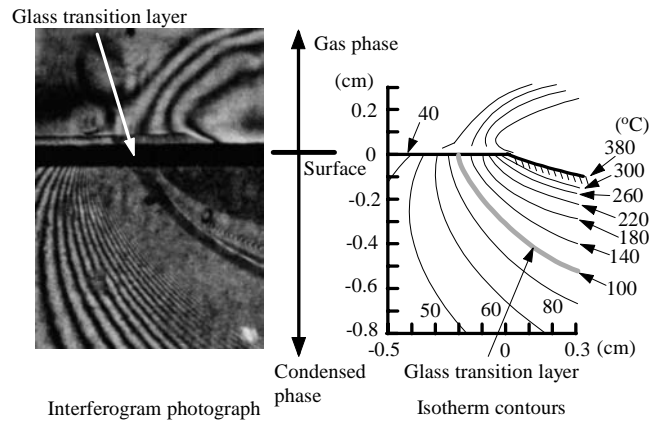 Glass transition layer
Gas phase
(cm)
40
0.2
(°C)
380
0
Surface
300
260
-0.2
220
180
-0.4
140
-0.6
100
50
60
80
-0.8
-0.5
0
0.3
(cm)
Condensed
phase
Glass transition layer
Interferogram photograph
Isotherm contours